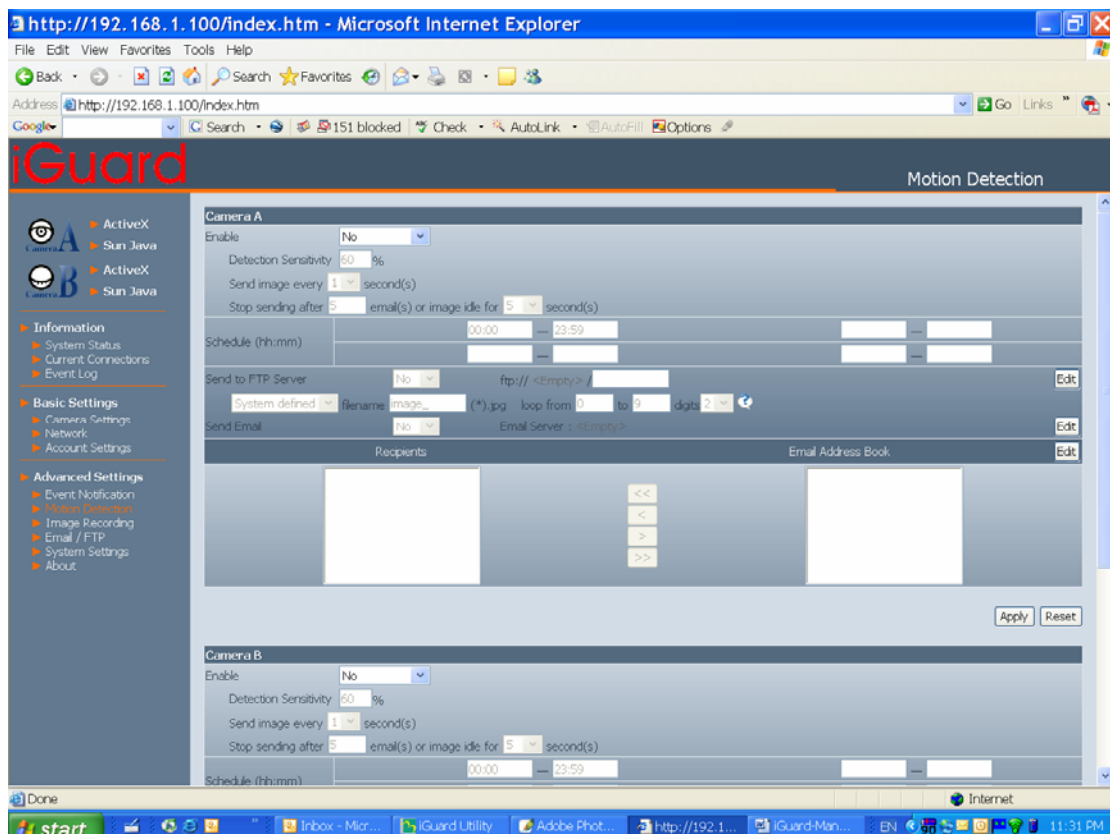 http://192.168.1.100/index.htm - Microsoft Internet Explorer
File Edit View Favorites Tools Help
Back Search Favorites
Address http://192.168.1.100/index.htm Go Links »
Google Search 151 blocked Check AutoLink AutoFill Options
iGuard
Motion Detection
Camera A
ActiveX
Sun Java
Camera B
ActiveX
Sun Java
Information
System Status
Current Connections
Event Log
Basic Settings
Camera Settings
Network
Account Settings
Advanced Settings
Event Notification
Motion Detection
Image Recording
Email / FTP
System Settings
About
Camera A
Enable No
Detection Sensitivity 60 %
Send image every 1 second(s)
Stop sending after 5 email(s) or image idle for 5 second(s)
Schedule (hh:mm) 00:00 — 23:59 —
— —
Send to FTP Server No ftp:// <Empty> / Edit
System defined filename image_ (*).jpg loop from 0 to 9 digits 2
Send Email No Email Server : <Empty> Edit
Recipients Email Address Book Edit
<<
<
>
>>
Apply Reset
Camera B
Enable No
Detection Sensitivity 60 %
Send image every 1 second(s)
Stop sending after 5 email(s) or image idle for 5 second(s)
00:00 — 23:59 —
Schedule (hh:mm)
Done Internet
start » Inbox - Micr... iGuard Utility Adobe Phot... http://192.1... iGuard-Man... EN 11:31 PM